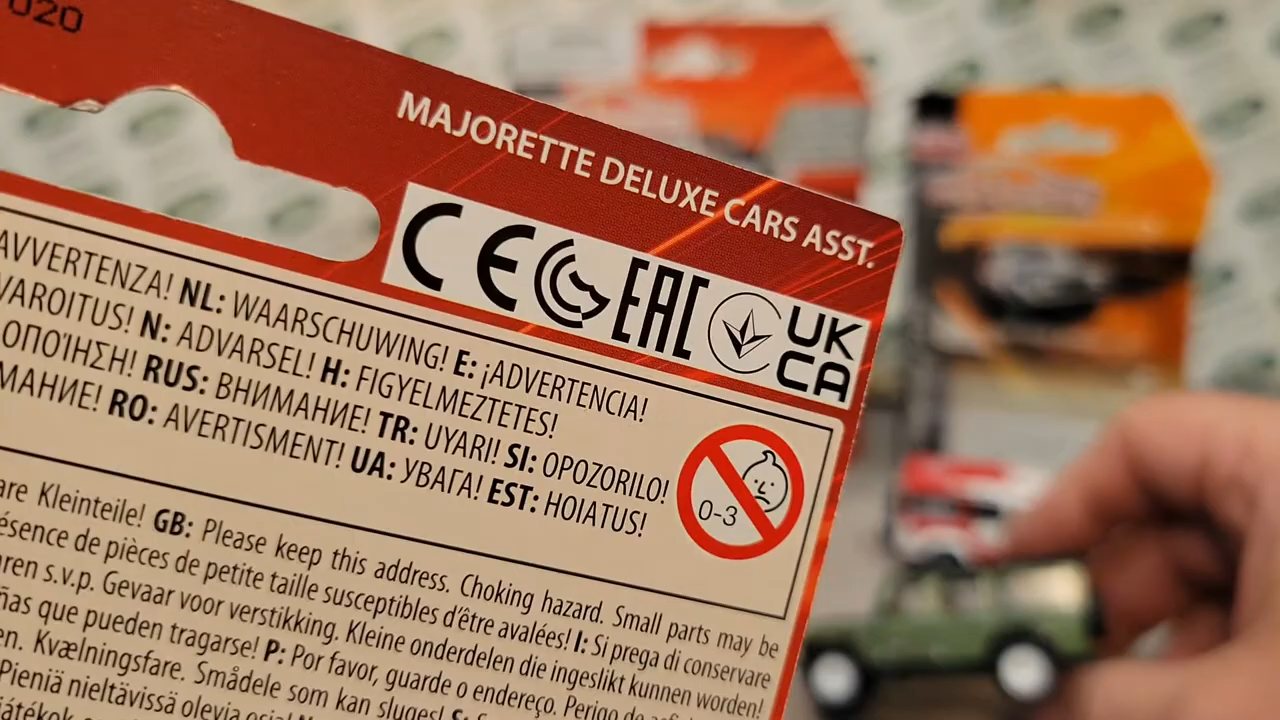 020
MAJORETTE DELUXE CARS ASST.
CE EAC UK
CA
AVVERTENZA! NL: WAARSCHUWING! E: ¡ADVERTENCIA!
VAROITUS! N: ADVARSEL! H: FIGYELMEZTETES!
ΟΠΟΊΗΣΗ! RUS: ВНИМАНИЕ! TR: UYARI! SI: OPOZORILO!
МАНИЕ! RO: AVERTISMENT! UA: УВАГА! EST: HOIATUS!
0-3
are Kleinteile! GB: Please keep this address. Choking hazard. Small parts may be
ésence de pièces de petite taille susceptibles d'être avalées! I: Si prega di conservare
aren s.v.p. Gevaar voor verstikking. Kleine onderdelen die ingeslikt kunnen worden!
ñas que pueden tragarse! P: Por favor, guarde o endereço. Perigo de
en. Kvælningsfare. Smådele som kan sluges! S:
Pieniä nieltävissä olevia osia!